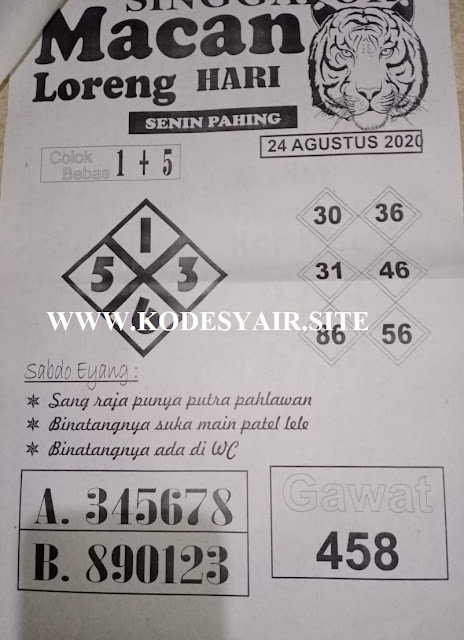 Macan
Loreng HARI
SENIN PAHING
24 AGUSTUS 2020
Colok
Bebas 1 + 5
1
5 3
30 36
31 46
86 56
WWW.KODESYAIR.SITE
Sabdo Eyang :
Sang raja punya putra pahlawan
Binatangnya suka main patel lele
Binatangnya ada di WC
A. 345678
B. 890123
Gawat
458